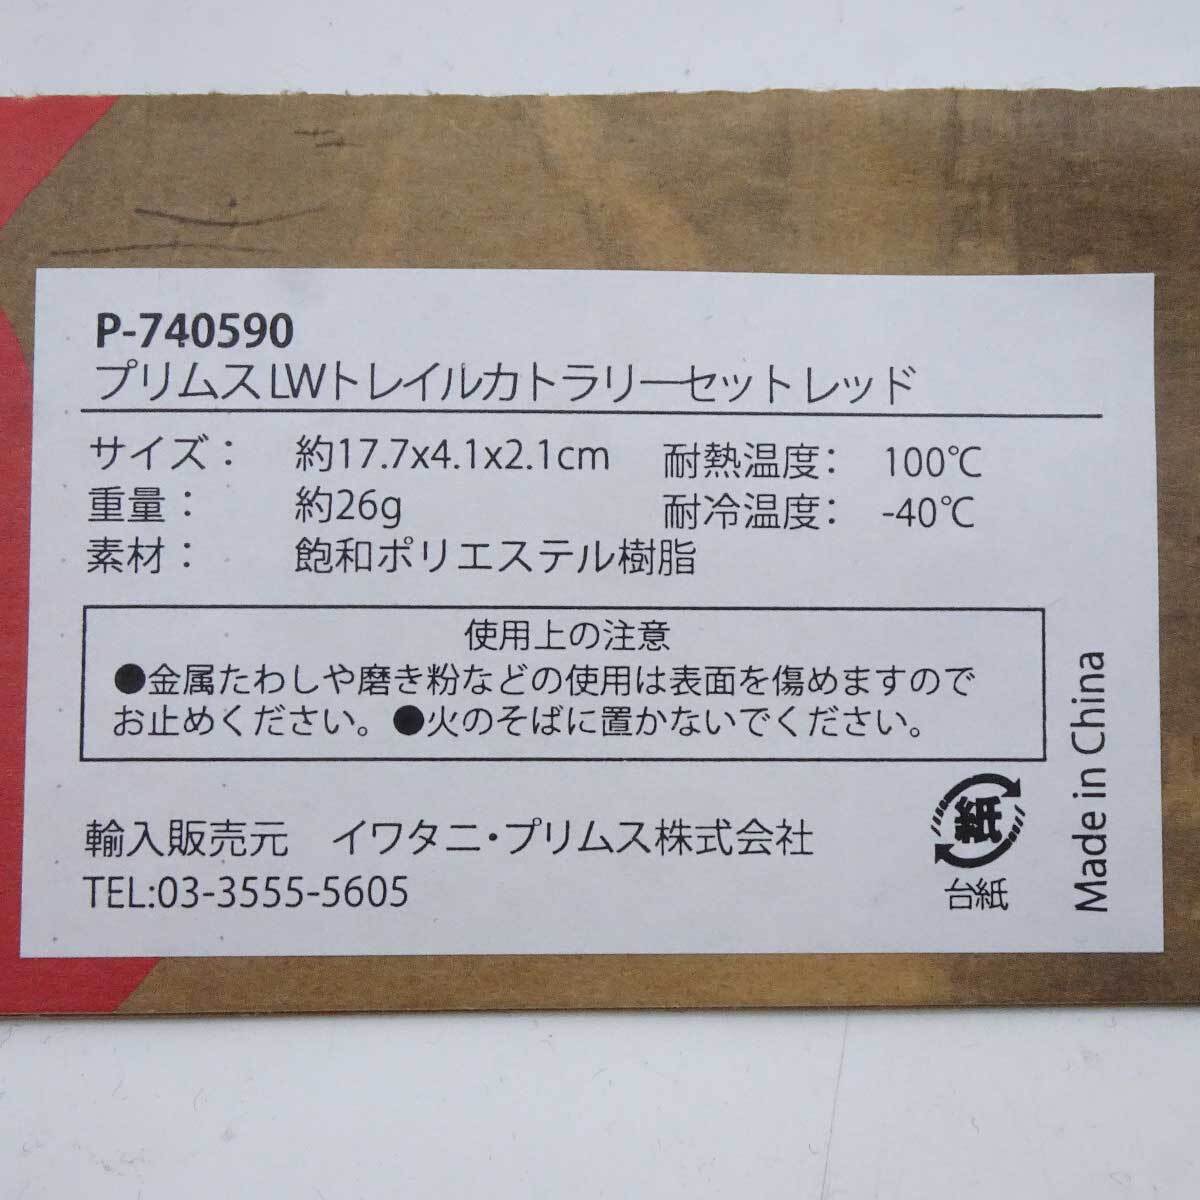 P-740590
プリムスLWトレイルカトラリーセットレッド
サイズ： 約17.7x4.1x2.1cm 耐熱温度： 100℃
重量： 約26g 耐冷温度： -40℃
素材： 飽和ポリエステル樹脂
使用上の注意
●金属たわしや磨き粉などの使用は表面を傷めますので
お止めください。●火のそばに置かないでください。
輸入販売元 イワタニ・プリムス株式会社
TEL:03-3555-5605
紙
台紙
Made in China